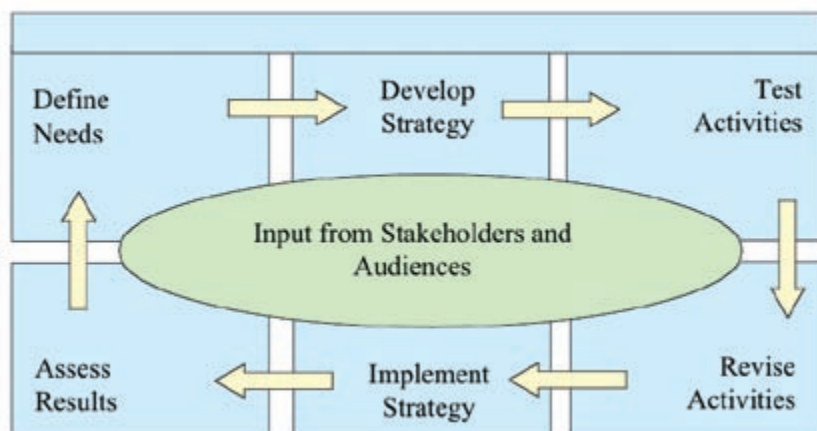 Define
Needs
Develop
Strategy
Test
Activities
Input from Stakeholders and
Audiences
Assess
Results
Implement
Strategy
Revise
Activities